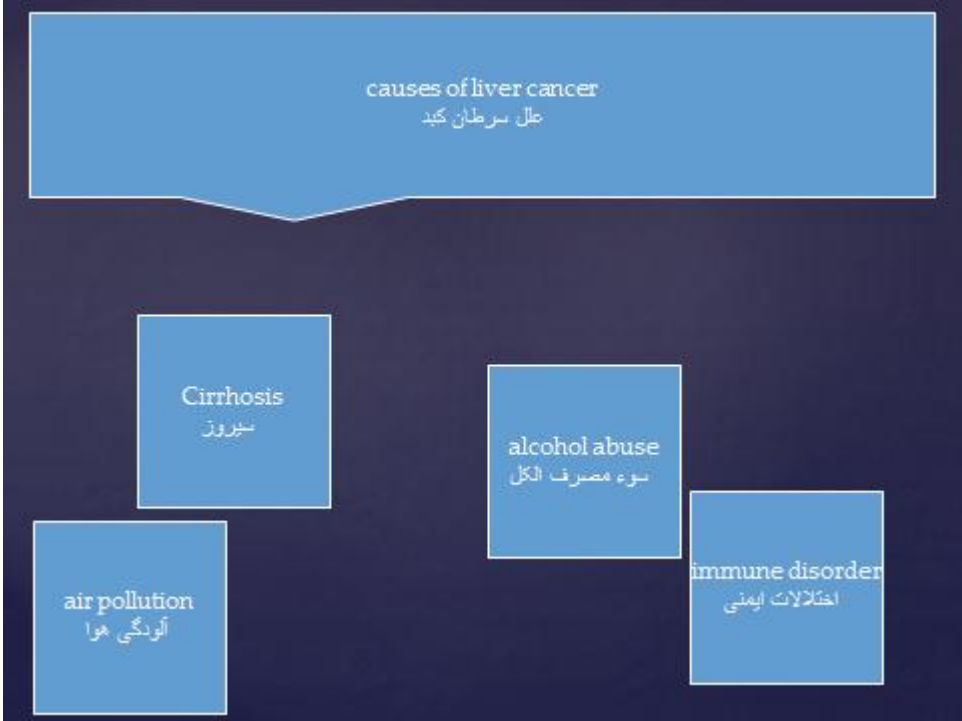 causes of liver cancer
علل سرطان کبد
Cirrhosis
سیروز
alcohol abuse
سوء مصرف الکل
immune disorder
اختلالات ایمنی
air pollution
آلودگی هوا